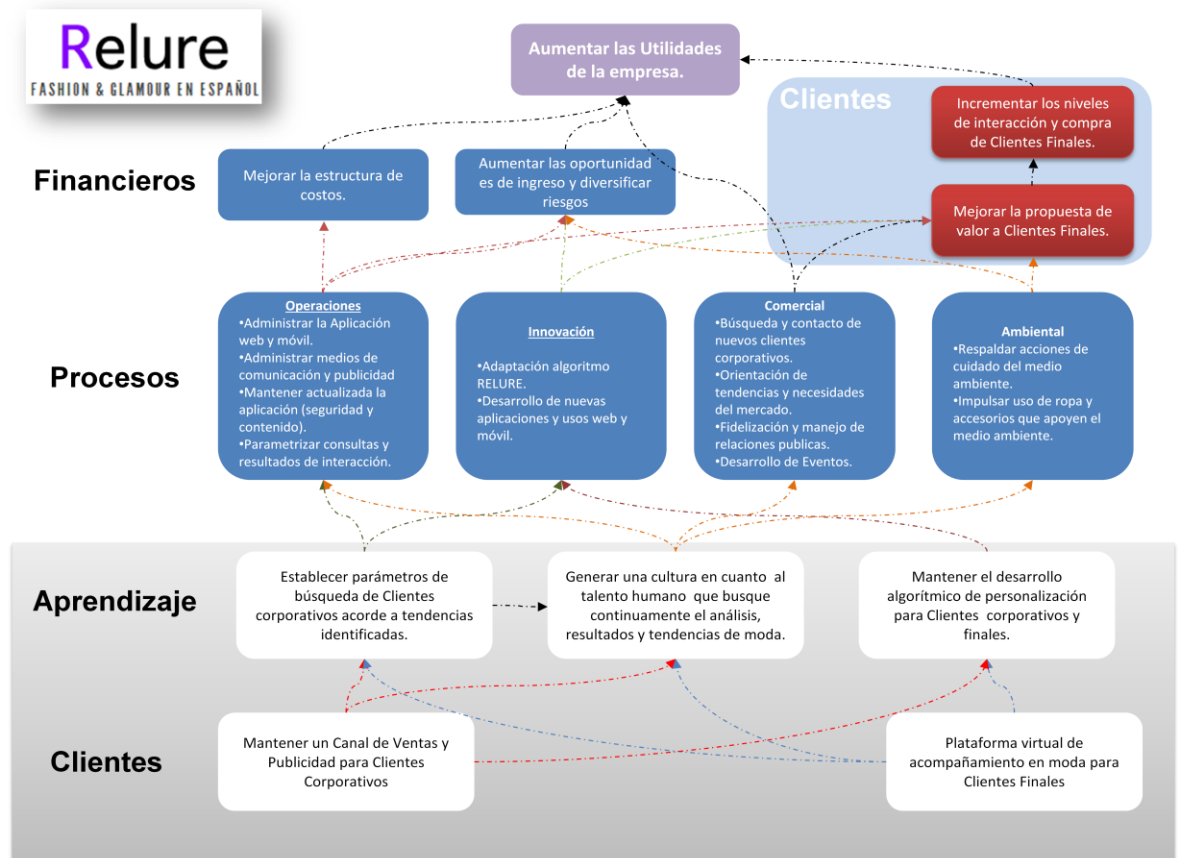 Relure
FASHION & GLAMOUR EN ESPAÑOL
Aumentar las Utilidades
de la empresa.
Clientes
Incrementar los niveles
de interacción y compra
de Clientes Finales.
Financieros
Mejorar la estructura de
costos.
Aumentar las oportunidad
es de ingreso y diversificar
riesgos
Mejorar la propuesta de
valor a Clientes Finales.
Procesos
Operaciones
•Administrar la Aplicación
web y móvil.
•Administrar medios de
comunicación y publicidad
•Mantener actualizada la
aplicación (seguridad y
contenido).
•Parametrizar consultas y
resultados de interacción.
Innovación
•Adaptación algoritmo
RELURE.
•Desarrollo de nuevas
aplicaciones y usos web y
móvil.
Comercial
•Búsqueda y contacto de
nuevos clientes
corporativos.
•Orientación de
tendencias y necesidades
del mercado.
•Fidelización y manejo de
relaciones publicas.
•Desarrollo de Eventos.
Ambiental
•Respaldar acciones de
cuidado del medio
ambiente.
•Impulsar uso de ropa y
accesorios que apoyen el
medio ambiente.
Aprendizaje
Establecer parámetros de
búsqueda de Clientes
corporativos acorde a tendencias
identificadas.
Generar una cultura en cuanto al
talento humano que busque
continuamente el análisis,
resultados y tendencias de moda.
Mantener el desarrollo
algorítmico de personalización
para Clientes corporativos y
finales.
Clientes
Mantener un Canal de Ventas y
Publicidad para Clientes
Corporativos
Plataforma virtual de
acompañamiento en moda para
Clientes Finales